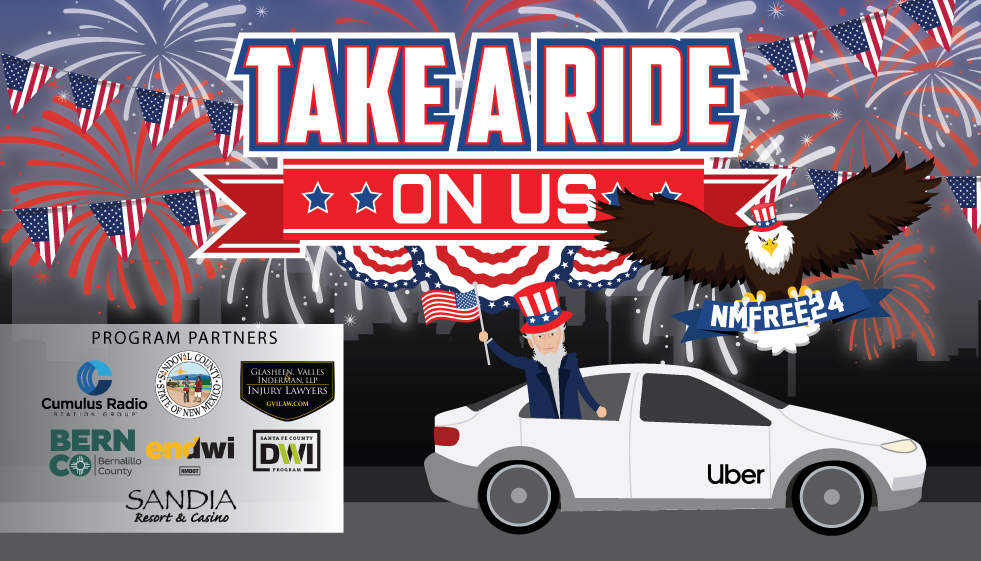 TAKE A RIDE
ON US
NMFREE24
PROGRAM PARTNERS
Cumulus Radio
STATION GROUP
SANDOVAL COUNTY
STATE OF NEW MEXICO
GLASHEEN, VALLES
INDERMAN, LLP
INJURY LAWYERS
GVILAW.COM
BERN
CO
Bernalillo
County
endwi
NMDOT
SANTA FE COUNTY
DWI
PROGRAM
SANDIA
Resort & Casino
Uber